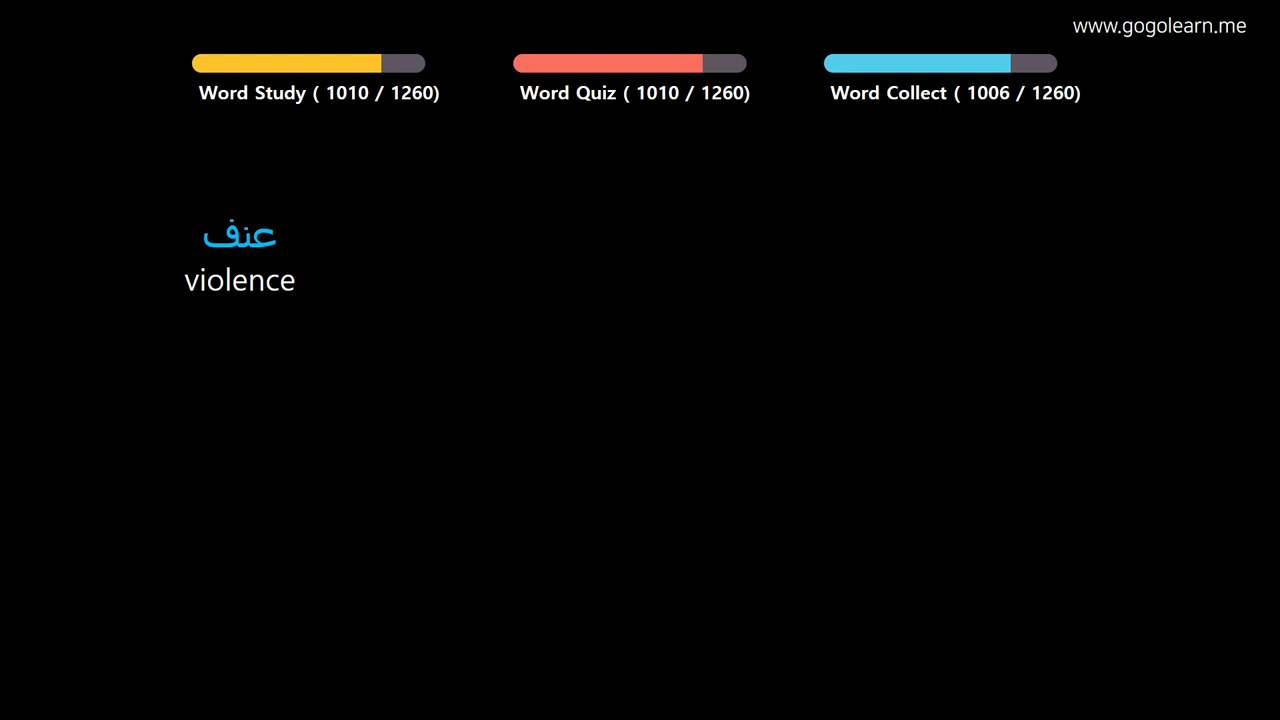 www.gogolearn.me
Word Study ( 1010 / 1260)
Word Quiz ( 1010 / 1260)
Word Collect ( 1006 / 1260)
عنف
violence